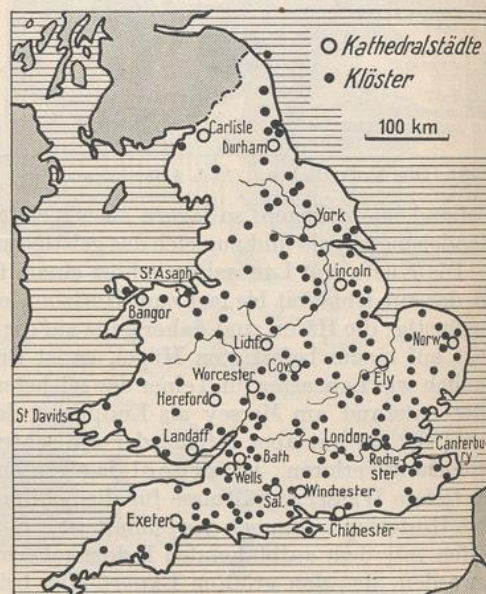 Kathedralstädte
Klöster
100 km
Carlisle
Durham
York
St Asaph
Lincoln
Bangor
Lichf.
Norw.
Cov.
Ely
Worcester
Hereford
St Davids
Landaff
London
Canterbu-
ry
Roche-
ster
Bath
Wells
Sal.
Winchester
Exeter
Chichester